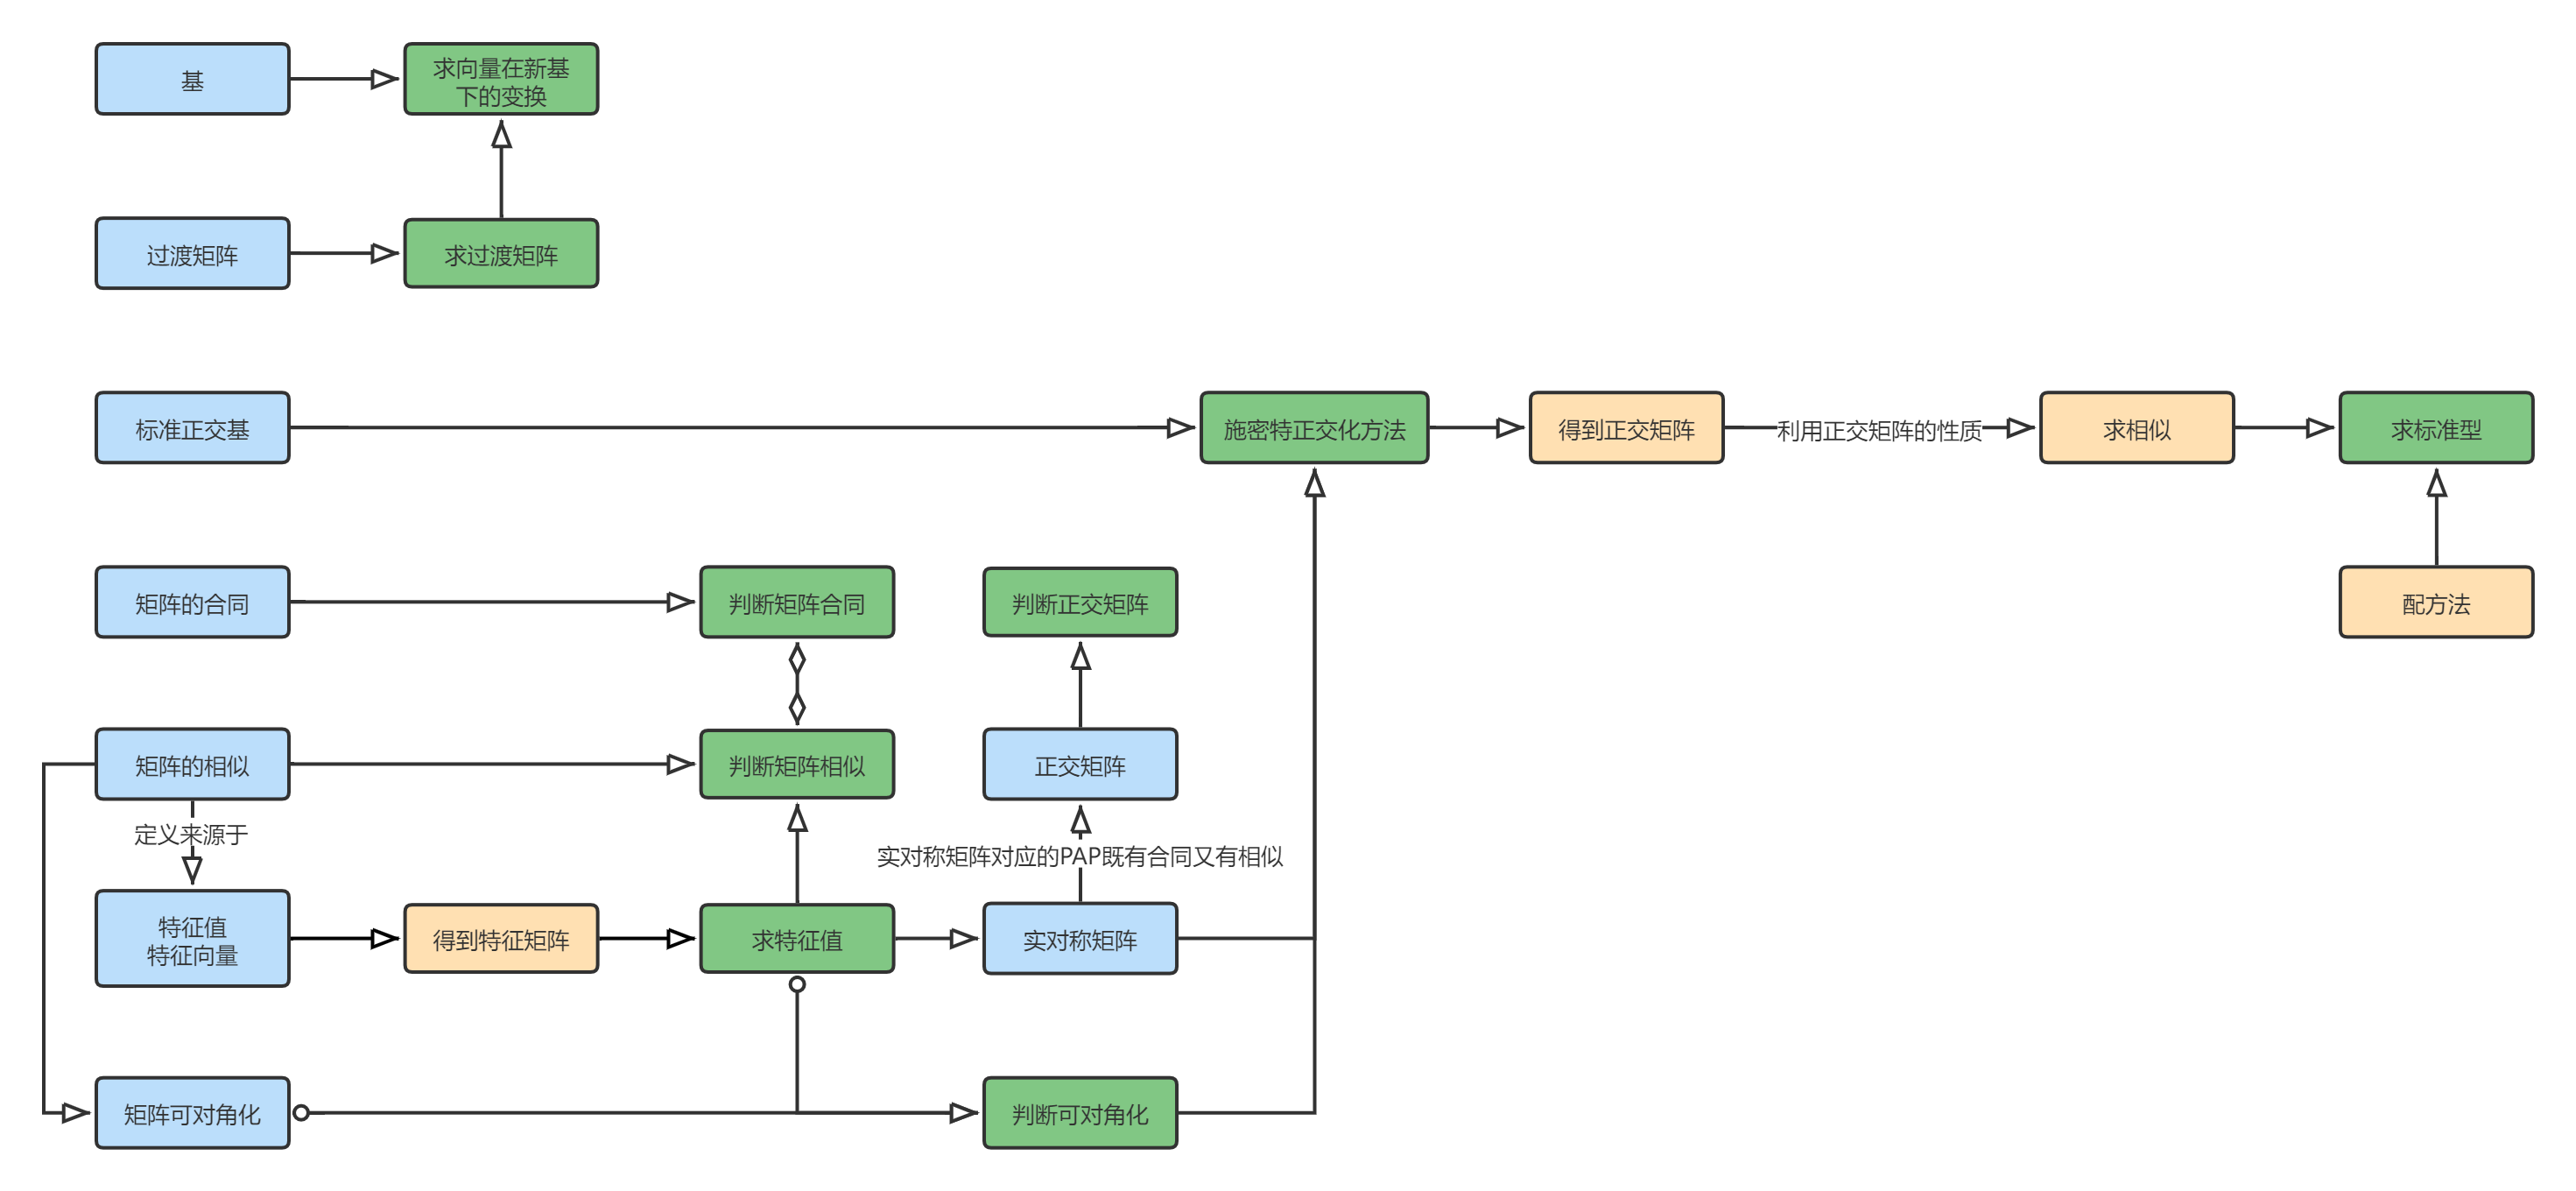 基
求向量在新基
下的变换
过渡矩阵
求过渡矩阵
标准正交基
施密特正交化方法
得到正交矩阵
利用正交矩阵的性质
求相似
求标准型
矩阵的合同
判断矩阵合同
判断正交矩阵
配方法
矩阵的相似
判断矩阵相似
正交矩阵
定义来源于
实对称矩阵对应的PAP既有合同又有相似
特征值
特征向量
得到特征矩阵
求特征值
实对称矩阵
矩阵可对角化
判断可对角化